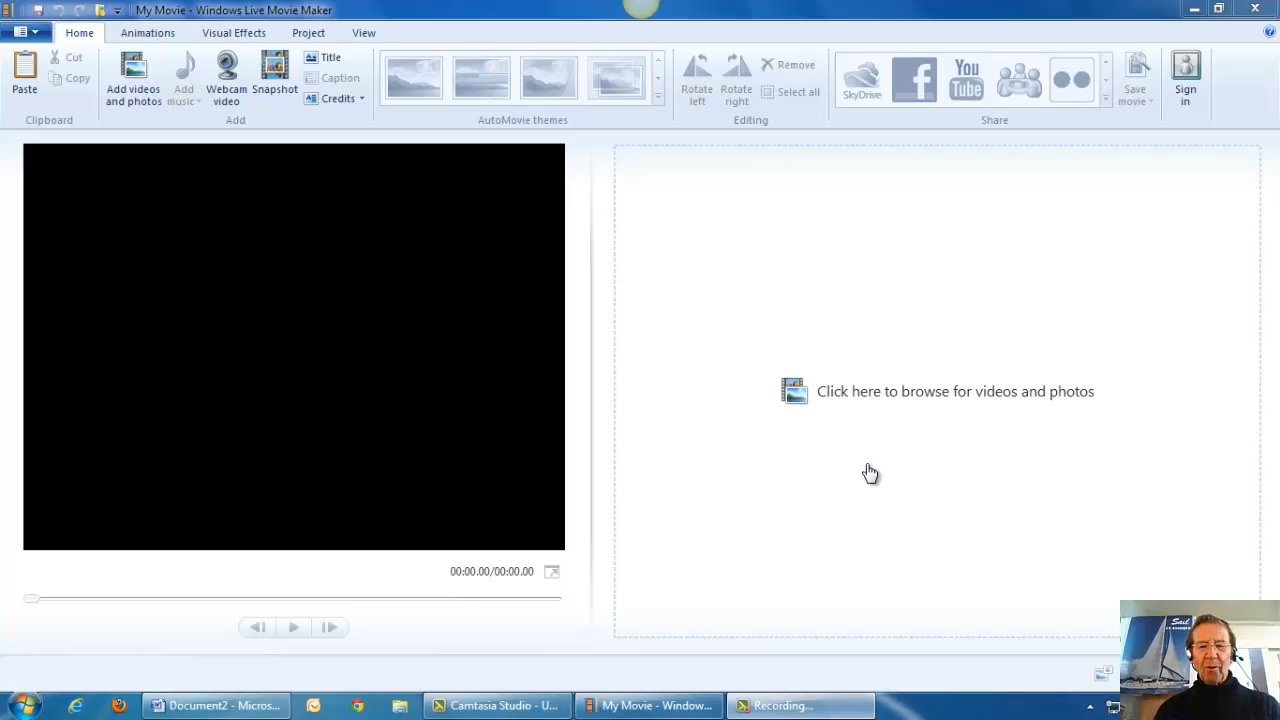 My Movie - Windows Live Movie Maker
Home
Animations
Visual Effects
Project
View
Paste
Cut
Copy
Clipboard
Add videos
and photos
Add
music
Webcam
video
Snapshot
Title
Caption
Credits
Add
AutoMovie themes
Rotate
left
Rotate
right
Remove
Select all
Editing
SkyDrive
f
You
Tube
Share
Save
movie
Sign
in
Click here to browse for videos and photos
00:00.00/00:00.00
Sail
Document2 - Micros...
Camtasia Studio - U...
My Movie - Window...
Recording...